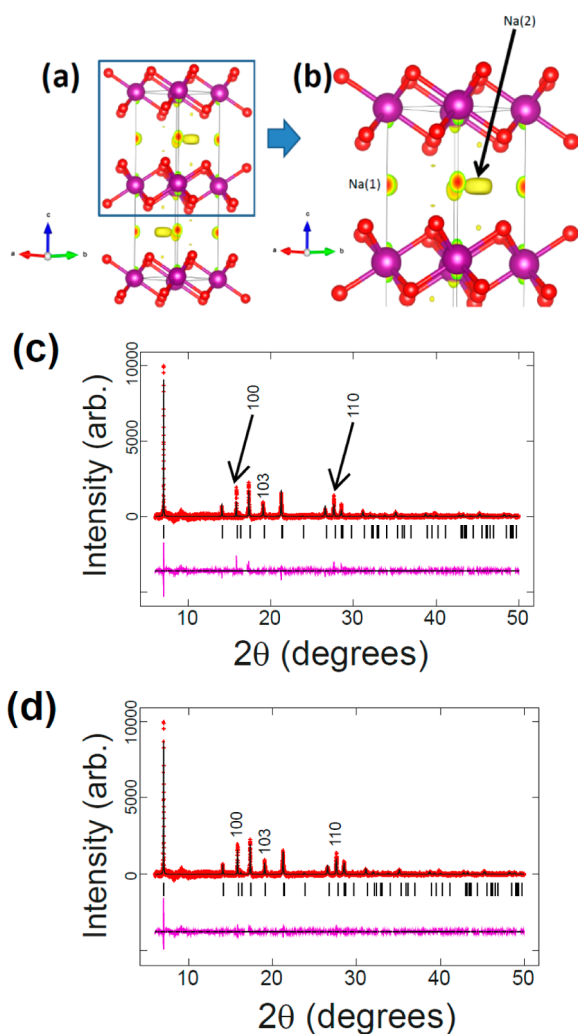 Na(2)
(a)
(b)
Na(1)
c
a
b
c
a
b
(c)
Intensity (arb.)
10000
5000
0
100
103
110
10
20
30
40
50
2θ (degrees)
(d)
Intensity (arb.)
10000
5000
0
100
103
110
10
20
30
40
50
2θ (degrees)